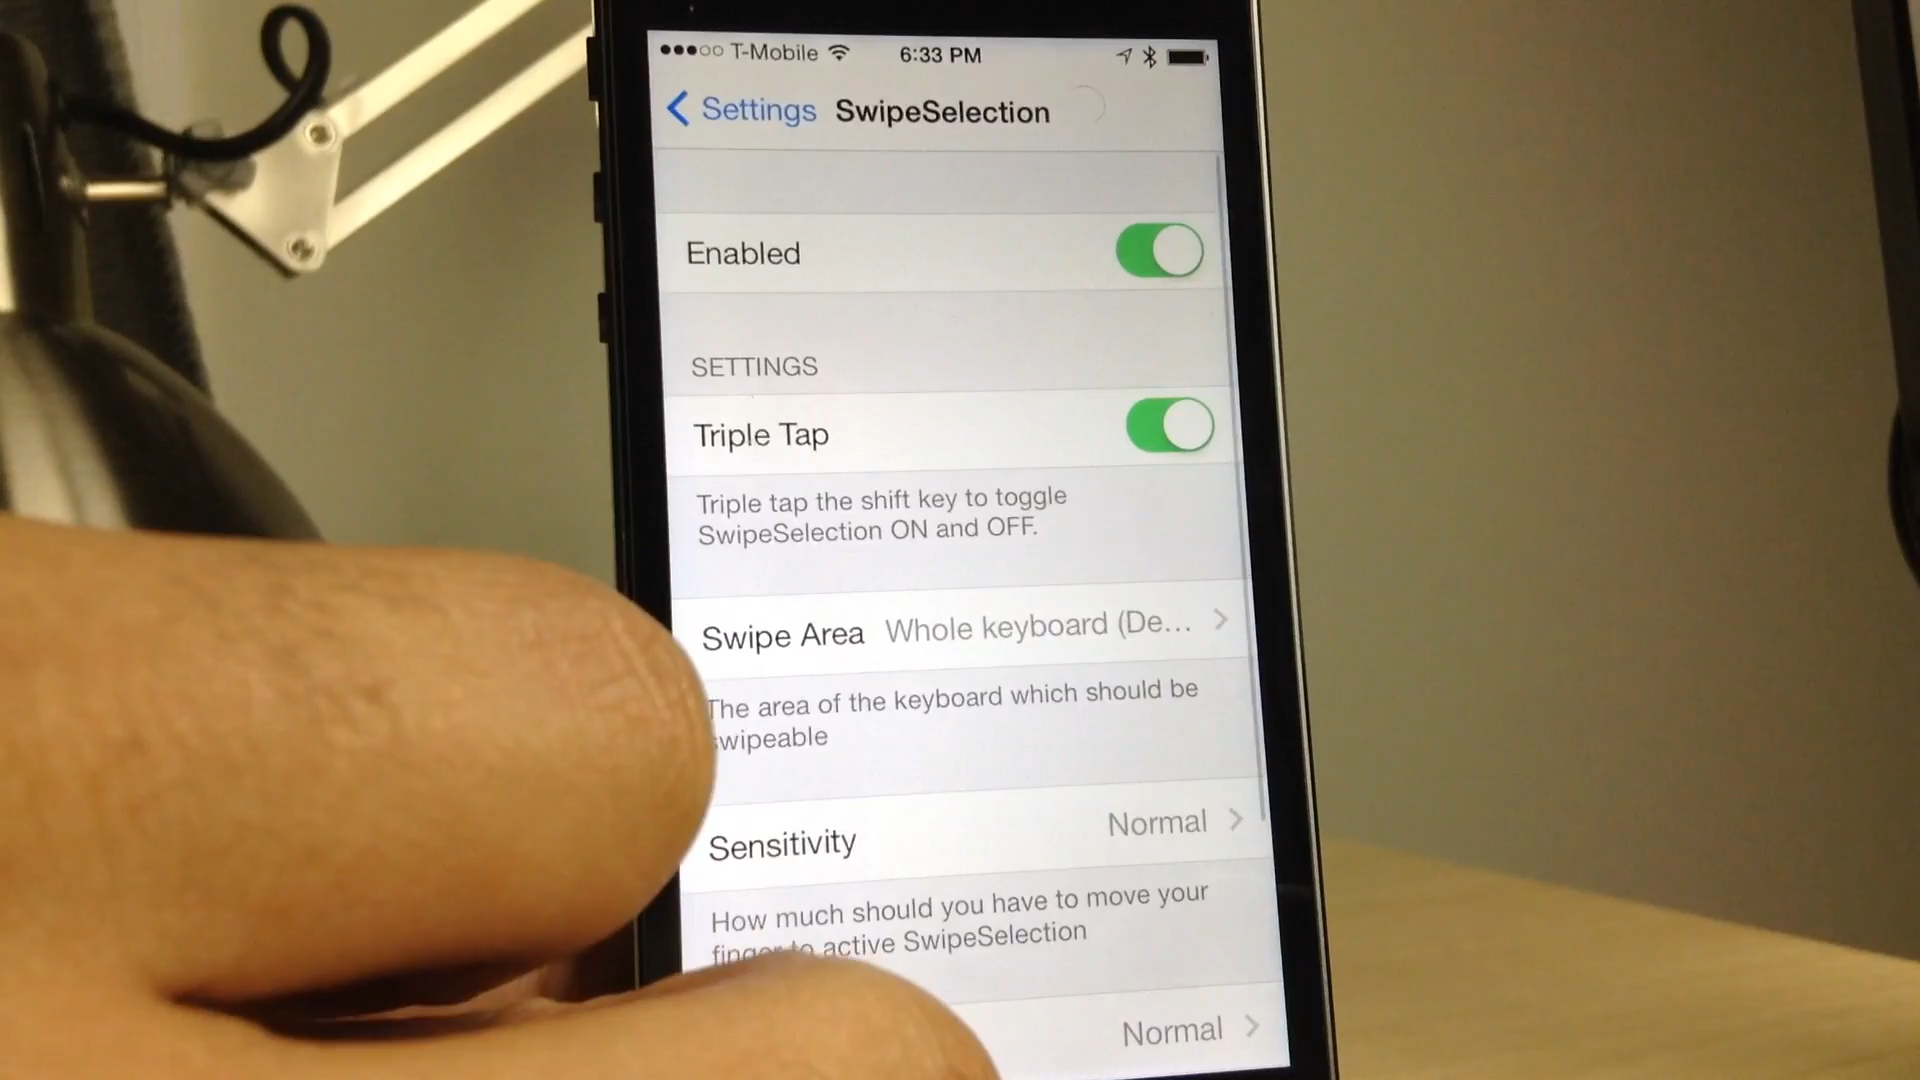 T-Mobile 6:33 PM
Settings SwipeSelection
Enabled
SETTINGS
Triple Tap
Triple tap the shift key to toggle
SwipeSelection ON and OFF.
Swipe Area Whole keyboard (De...
The area of the keyboard which should be
swipeable
Sensitivity Normal
How much should you have to move your
finger to active SwipeSelection
Normal